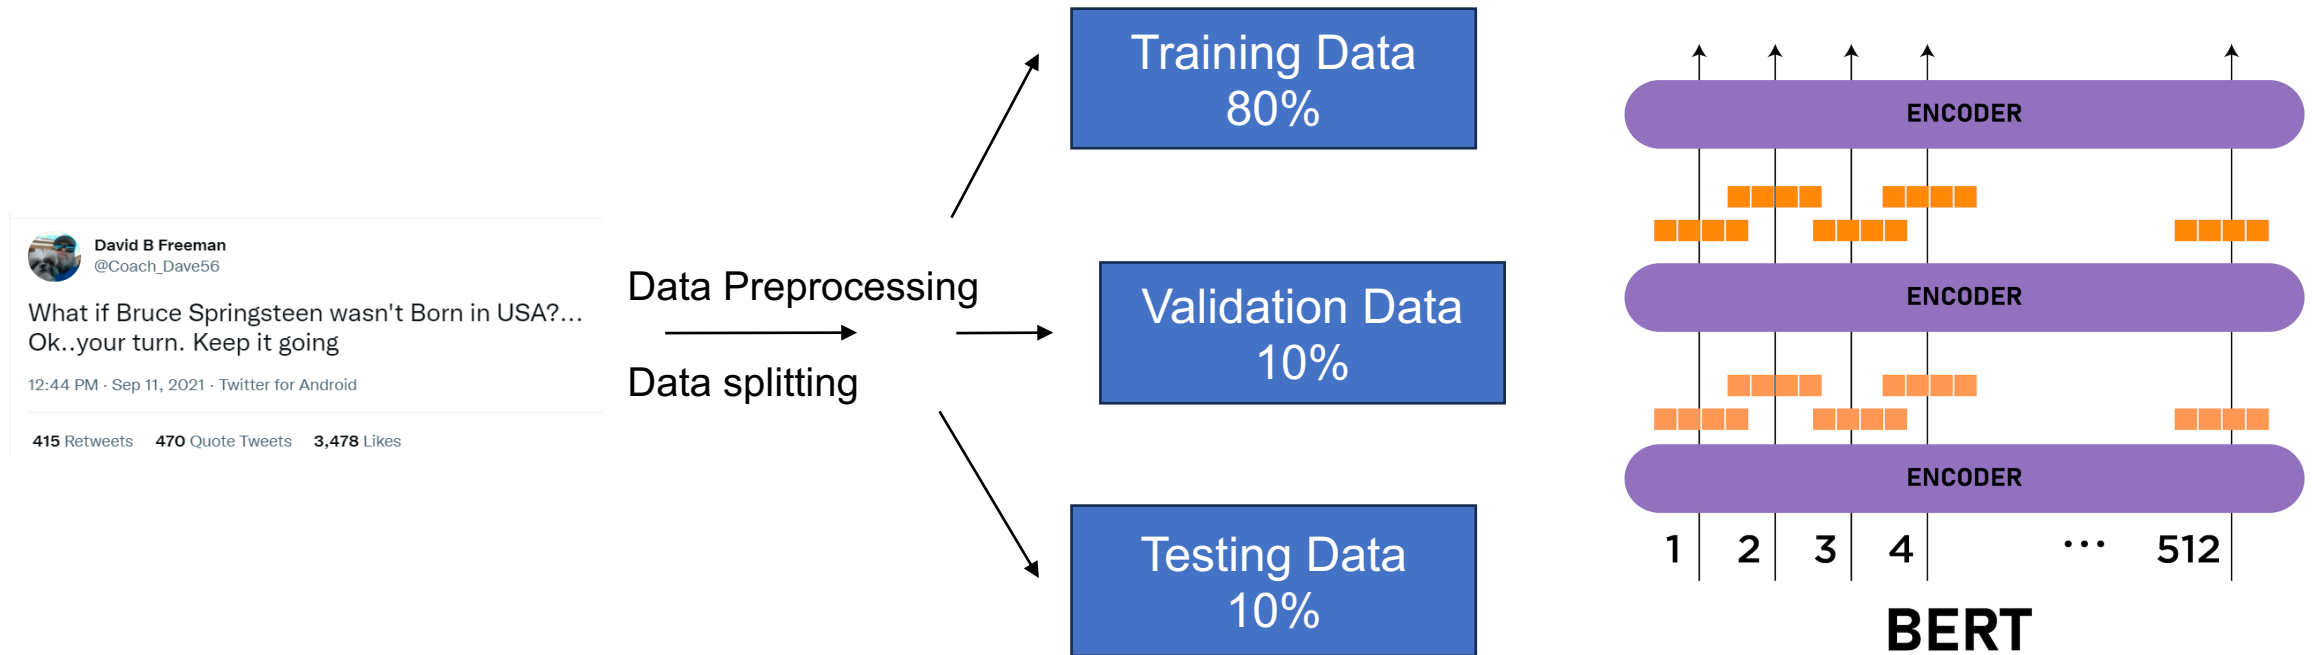 David B Freeman
@Coach_Dave56
What if Bruce Springsteen wasn't Born in USA?...
Ok..your turn. Keep it going
12:44 PM · Sep 11, 2021 · Twitter for Android
415 Retweets 470 Quote Tweets 3,478 Likes
Data Preprocessing
Data splitting
Training Data
80%
Validation Data
10%
Testing Data
10%
ENCODER
ENCODER
ENCODER
1 2 3 4 ... 512
BERT